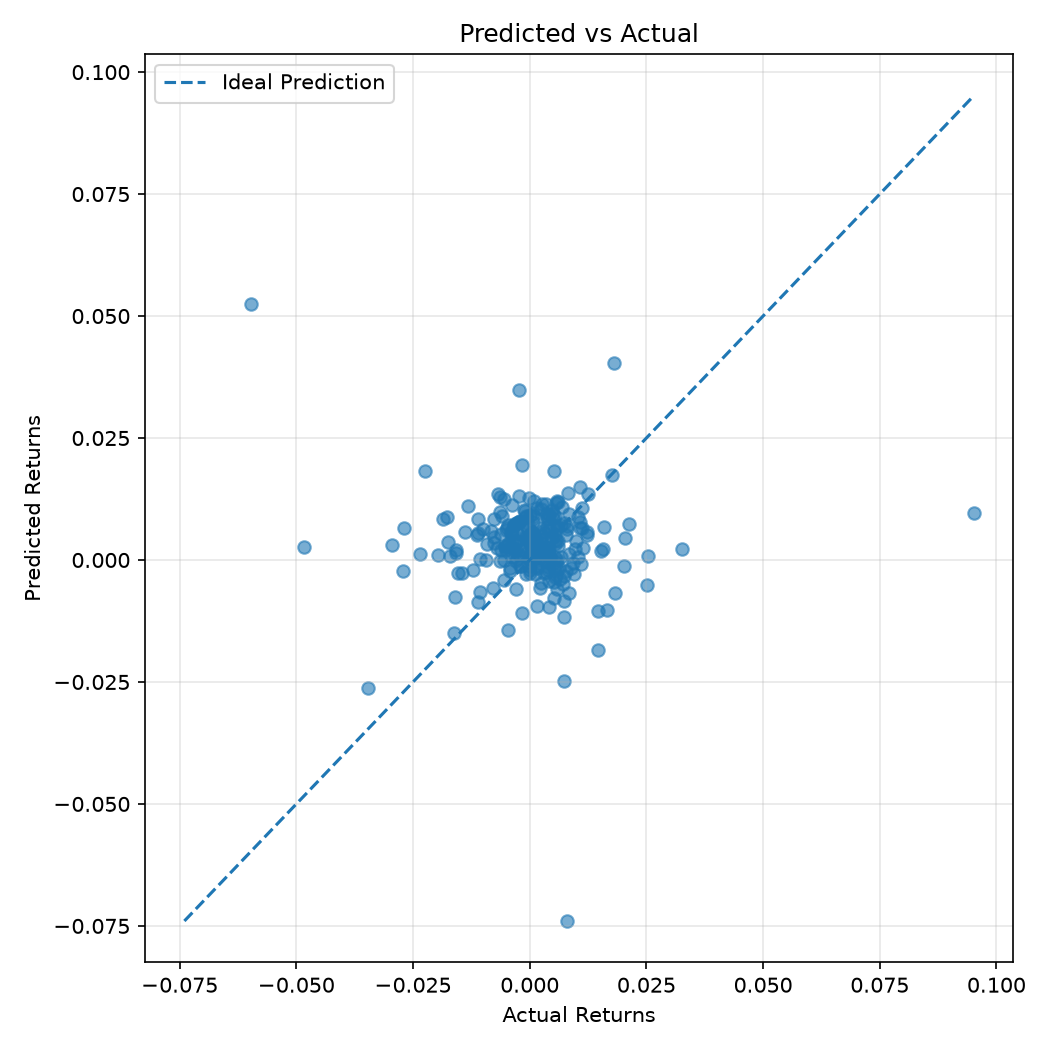 Predicted vs Actual
Ideal Prediction
Predicted Returns
0.100
0.075
0.050
0.025
0.000
−0.025
−0.050
−0.075
−0.075 −0.050 −0.025 0.000 0.025 0.050 0.075 0.100
Actual Returns